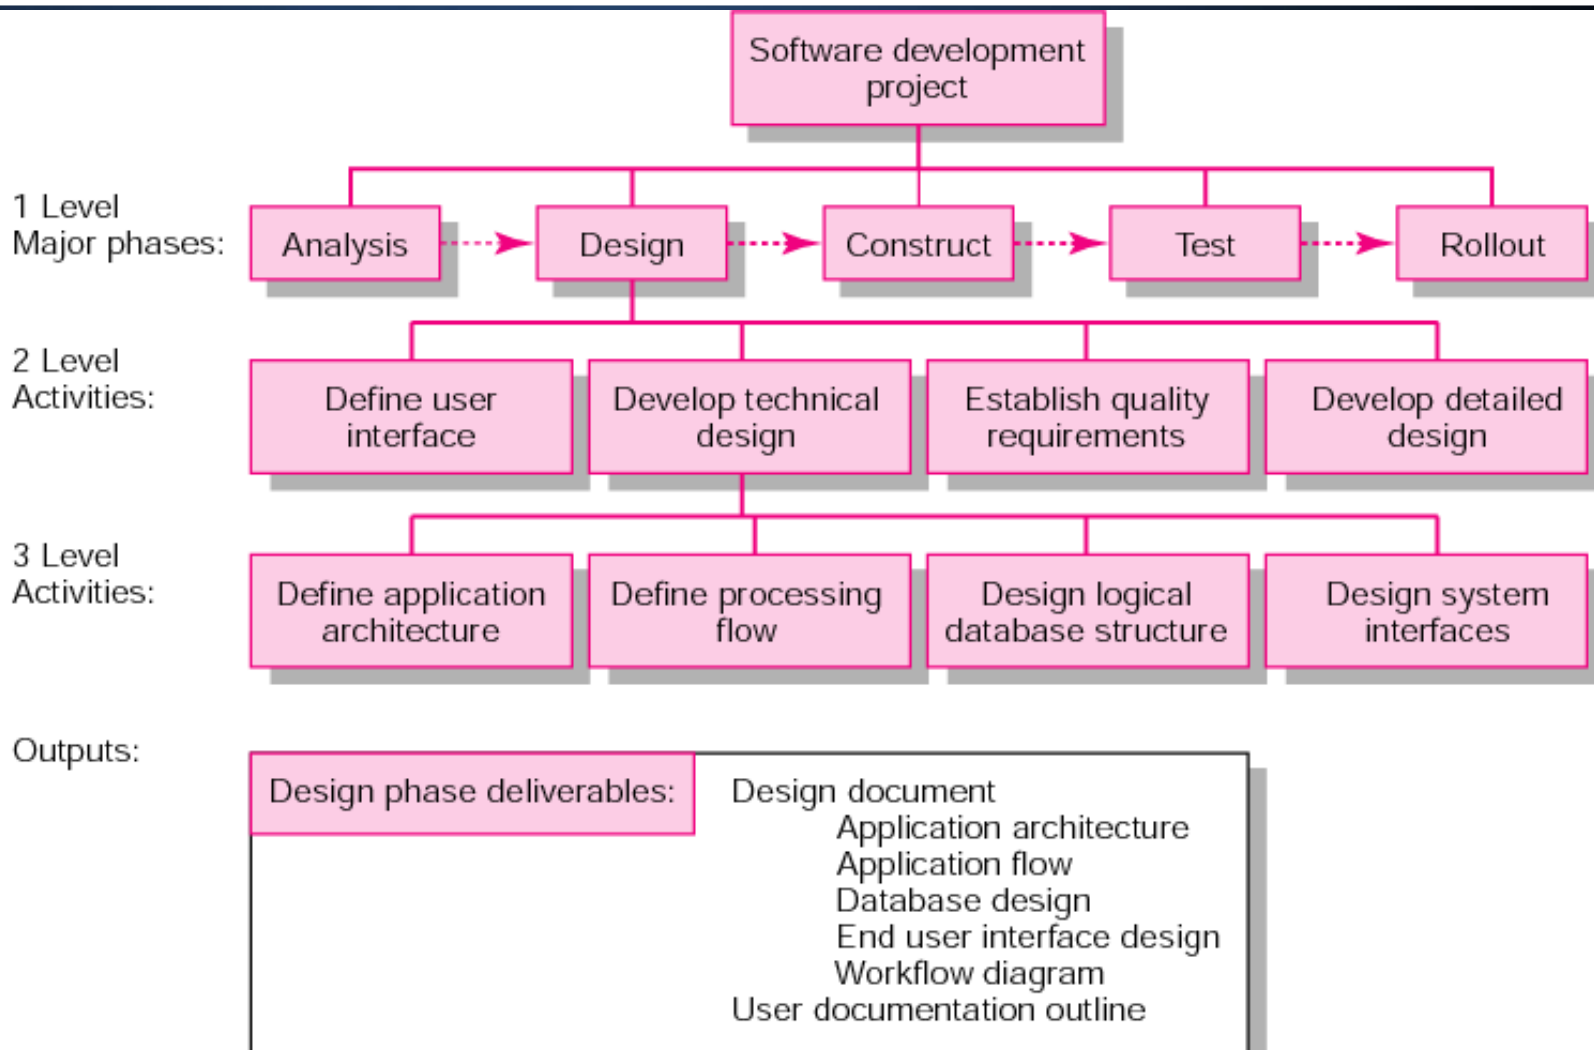 Software development
project
1 Level
Major phases:
Analysis
Design
Construct
Test
Rollout
2 Level
Activities:
Define user
interface
Develop technical
design
Establish quality
requirements
Develop detailed
design
3 Level
Activities:
Define application
architecture
Define processing
flow
Design logical
database structure
Design system
interfaces
Outputs:
Design phase deliverables:
Design document
Application architecture
Application flow
Database design
End user interface design
Workflow diagram
User documentation outline